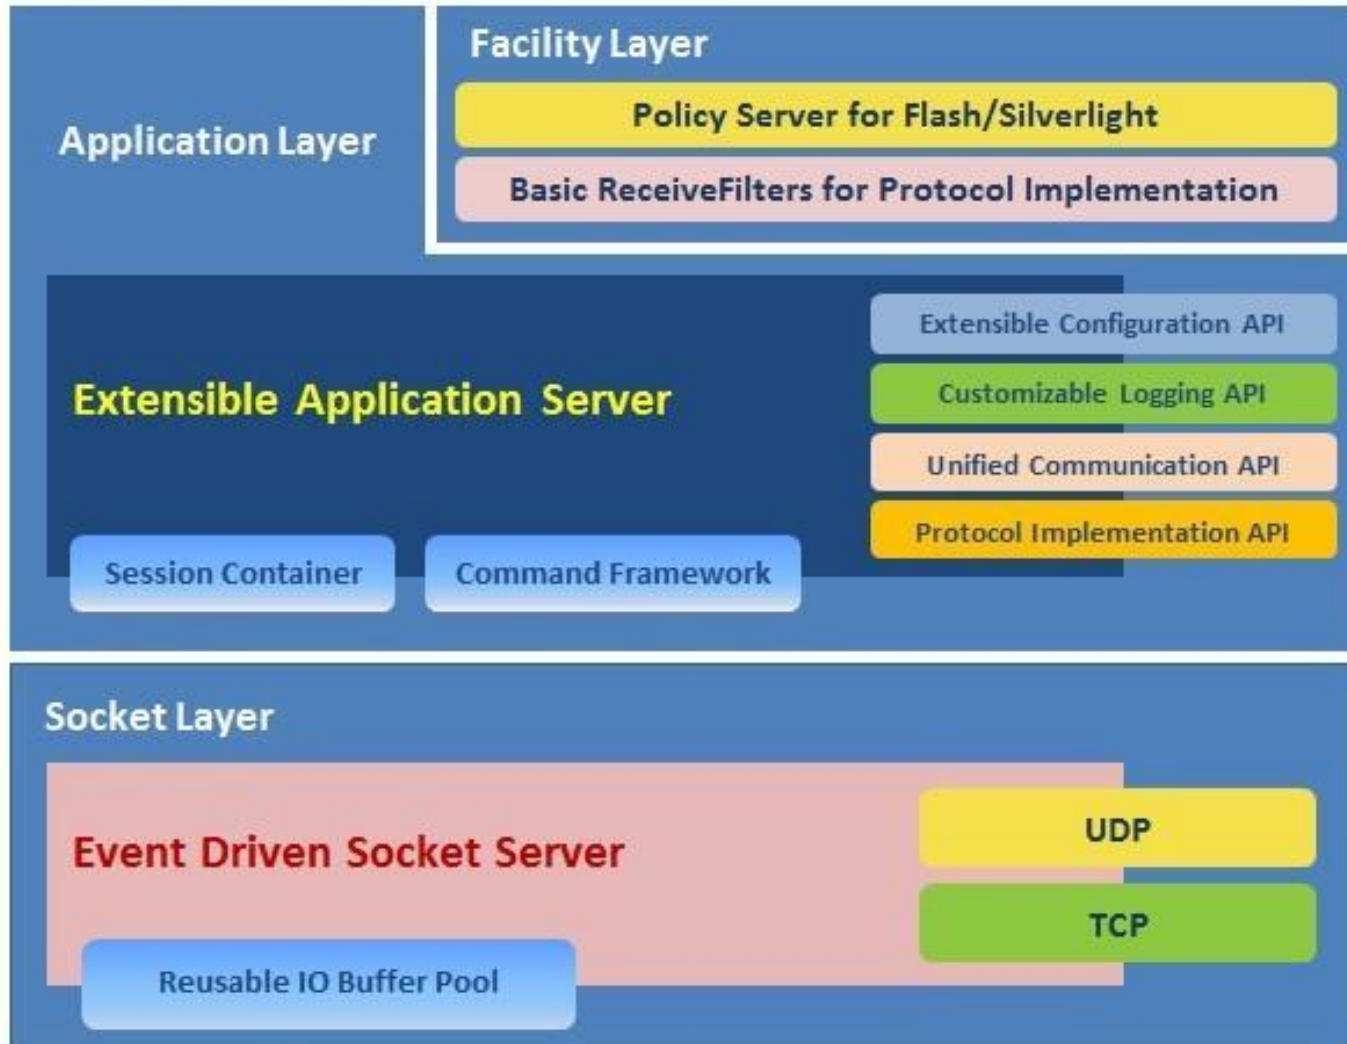 Facility Layer
Policy Server for Flash/Silverlight
Application Layer
Basic ReceiveFilters for Protocol Implementation
Extensible Configuration API
Extensible Application Server
Customizable Logging API
Unified Communication API
Protocol Implementation API
Session Container
Command Framework
Socket Layer
Event Driven Socket Server
UDP
TCP
Reusable IO Buffer Pool